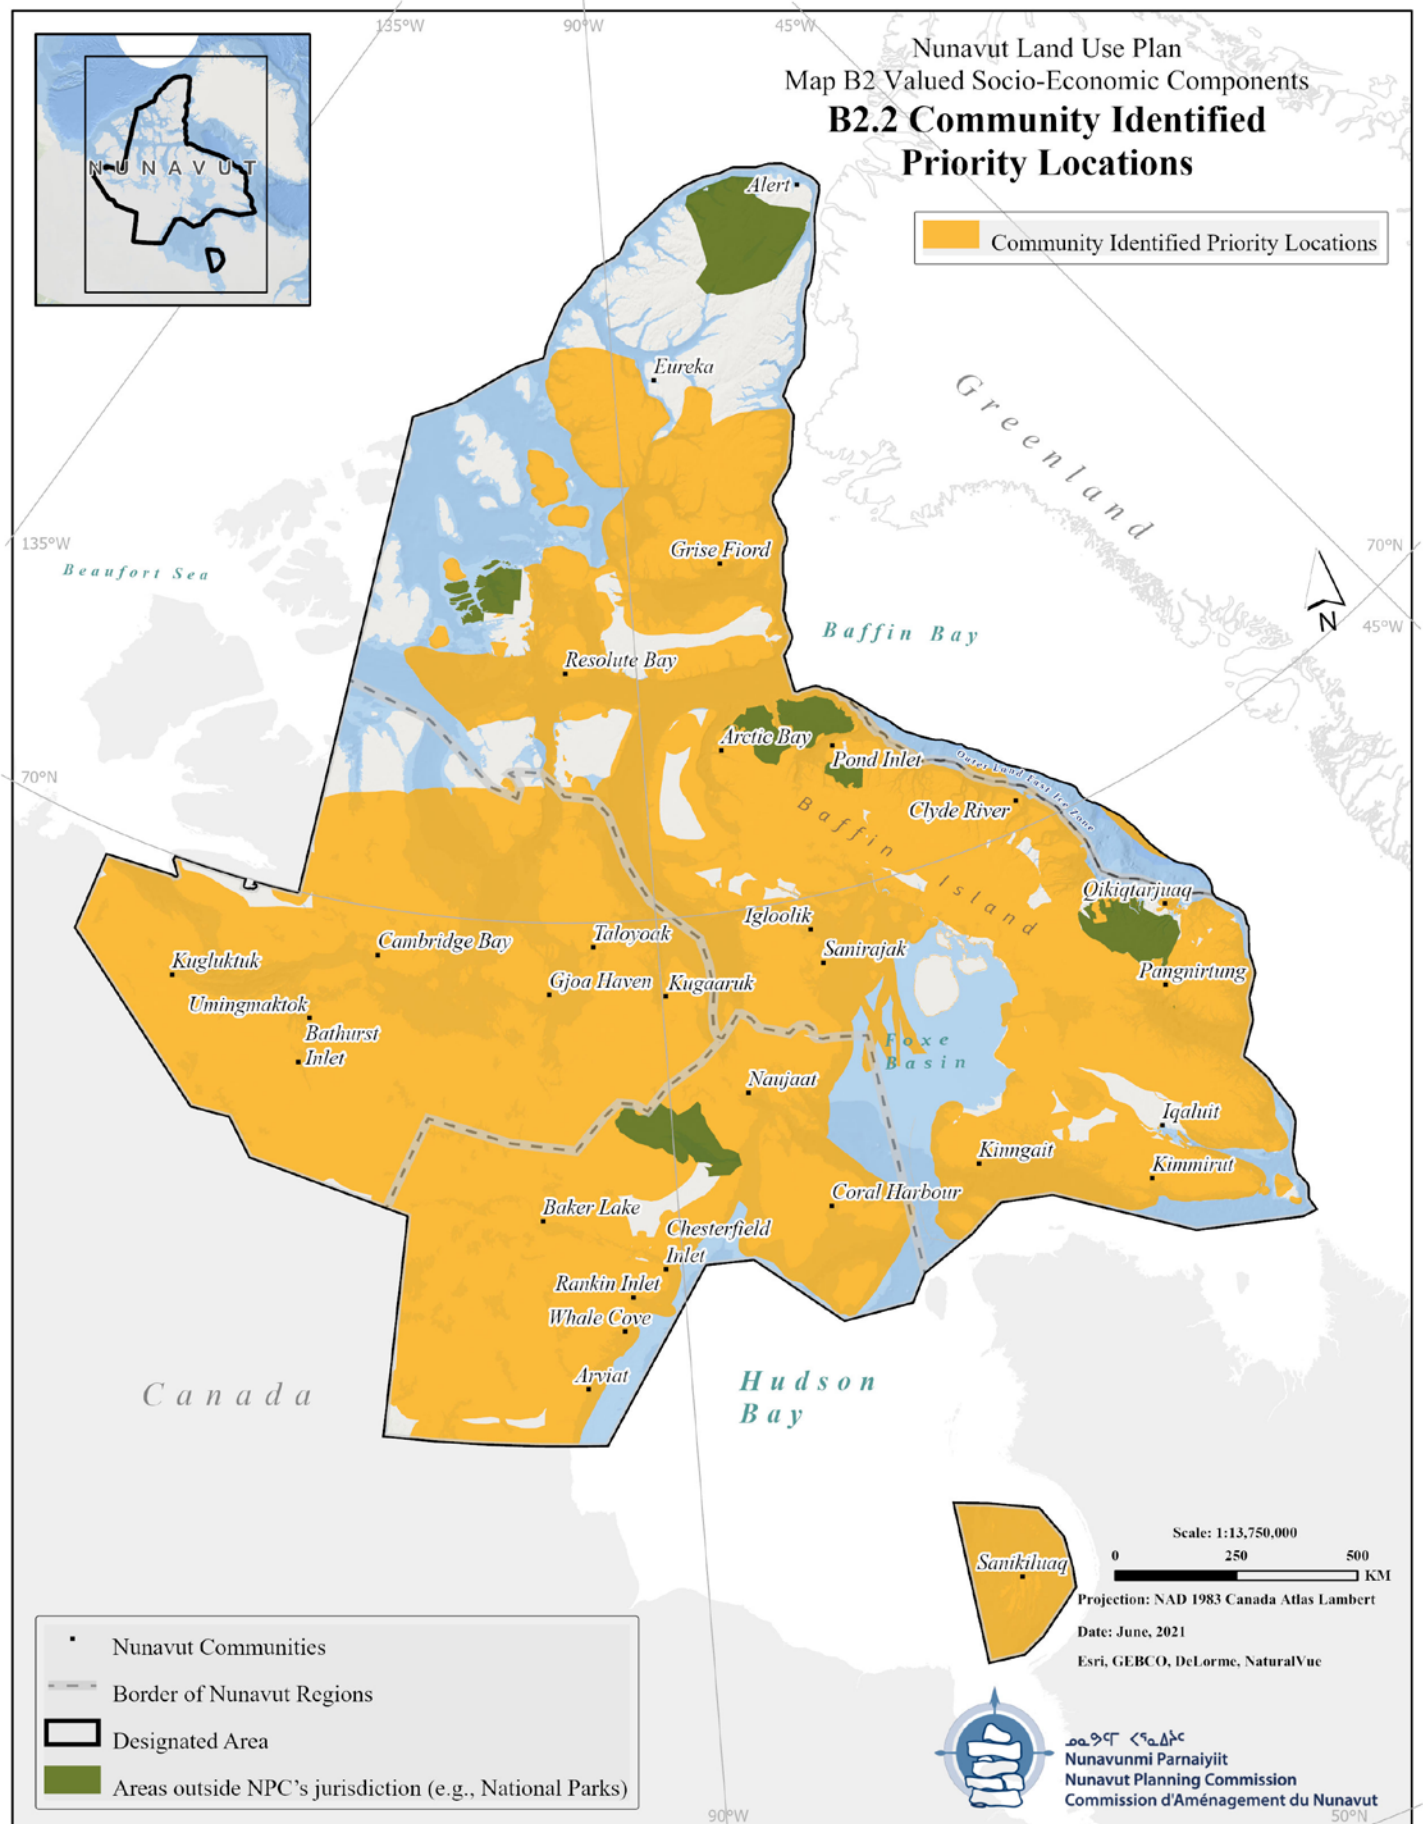 135°W
90°W
45°W
Nunavut Land Use Plan
Map B2 Valued Socio-Economic Components
B2.2 Community Identified
Priority Locations
NUNAVUT
Community Identified Priority Locations
Alert
Eureka
Greenland
135°W
Beaufort Sea
Grise Fiord
70°N
N
45°W
Baffin Bay
Resolute Bay
Arctic Bay
Pond Inlet
Outer Land Fast Ice Zone
70°N
Clyde River
Baffin
Island
Qikiqtarjuaq
Igloolik
Taloyoak
Cambridge Bay
Sanirajak
Kugluktuk
Pangnirtung
Gjoa Haven
Kugaaruk
Umingmaktok
Bathurst
Inlet
Foxe
Basin
Naujaat
Iqaluit
Kinngait
Kimmirut
Coral Harbour
Baker Lake
Chesterfield
Inlet
Rankin Inlet
Whale Cove
Arviat
Canada
Hudson
Bay
Sanikiluaq
Scale: 1:13,750,000
0 250 500
KM
Projection: NAD 1983 Canada Atlas Lambert
Date: June, 2021
Esri, GEBCO, DeLorme, NaturalVue
Nunavut Communities
Border of Nunavut Regions
Designated Area
Areas outside NPC's jurisdiction (e.g., National Parks)
ᓄᓇᕗᒻᒥ ᐸᕐᓇᐃᔩᑦ
Nunavunmi Parnaiyiit
Nunavut Planning Commission
Commission d'Aménagement du Nunavut
90°W
50°N